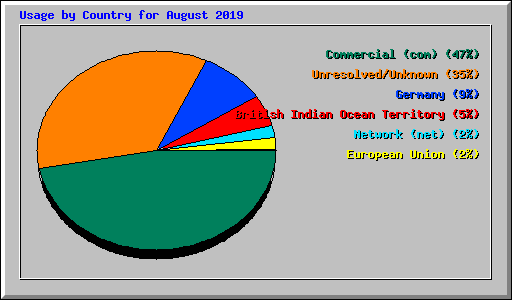 Usage by Country for August 2019
Commercial (com) (47%)
Unresolved/Unknown (35%)
Germany (9%)
British Indian Ocean Territory (5%)
Network (net) (2%)
European Union (2%)